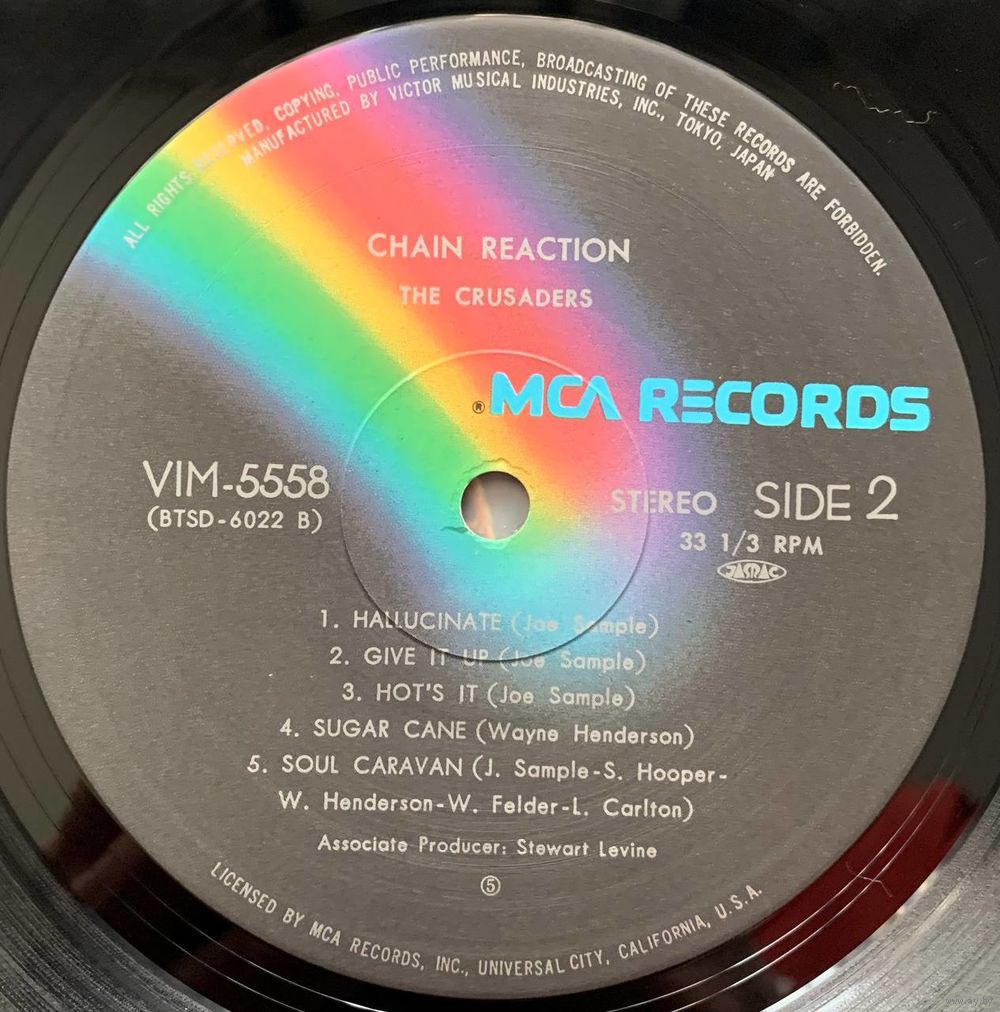 ALL RIGHTS RESERVED, COPYING, PUBLIC PERFORMANCE, BROADCASTING OF THESE RECORDS ARE FORBIDDEN.
MANUFACTURED BY VICTOR MUSICAL INDUSTRIES, INC., TOKYO, JAPAN
CHAIN REACTION
THE CRUSADERS
® MCA RECORDS
VIM-5558
(BTSD-6022 B)
STEREO SIDE 2
33 1/3 RPM
JASRAC
1. HALLUCINATE (Joe Sample)
2. GIVE IT UP (Joe Sample)
3. HOT'S IT (Joe Sample)
4. SUGAR CANE (Wayne Henderson)
5. SOUL CARAVAN (J. Sample-S. Hooper-
W. Henderson-W. Felder-L. Carlton)
Associate Producer: Stewart Levine
⑤
LICENSED BY MCA RECORDS, INC., UNIVERSAL CITY, CALIFORNIA, U.S.A.